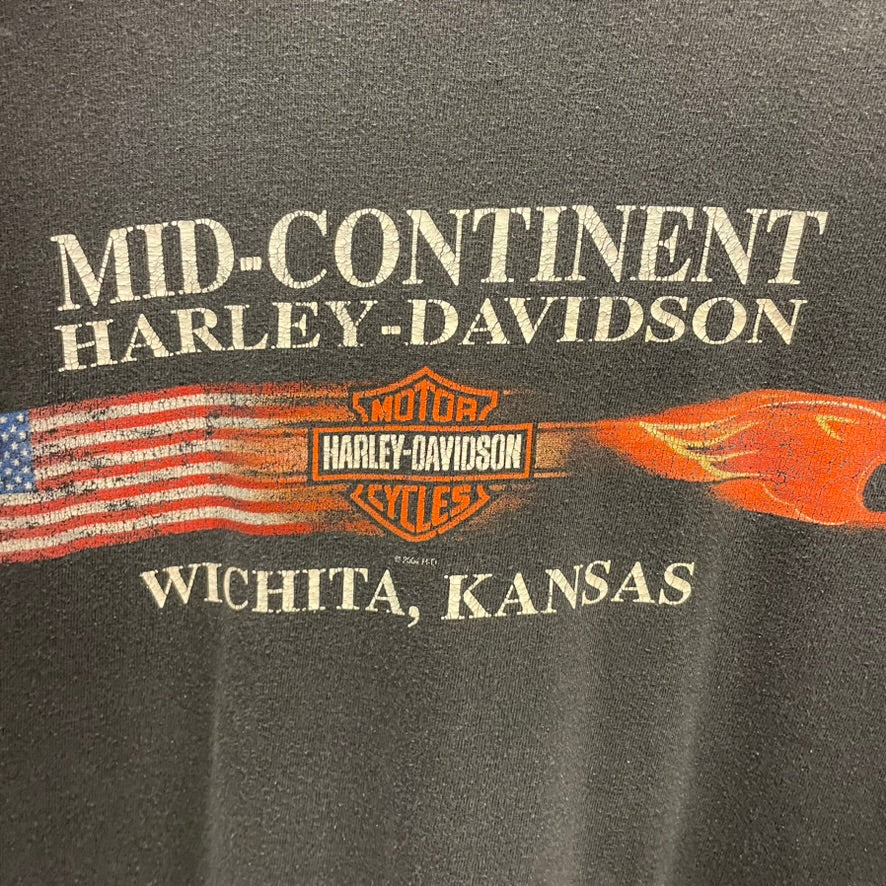 MID-CONTINENT
HARLEY-DAVIDSON
MOTOR
HARLEY-DAVIDSON
CYCLES
WICHITA, KANSAS